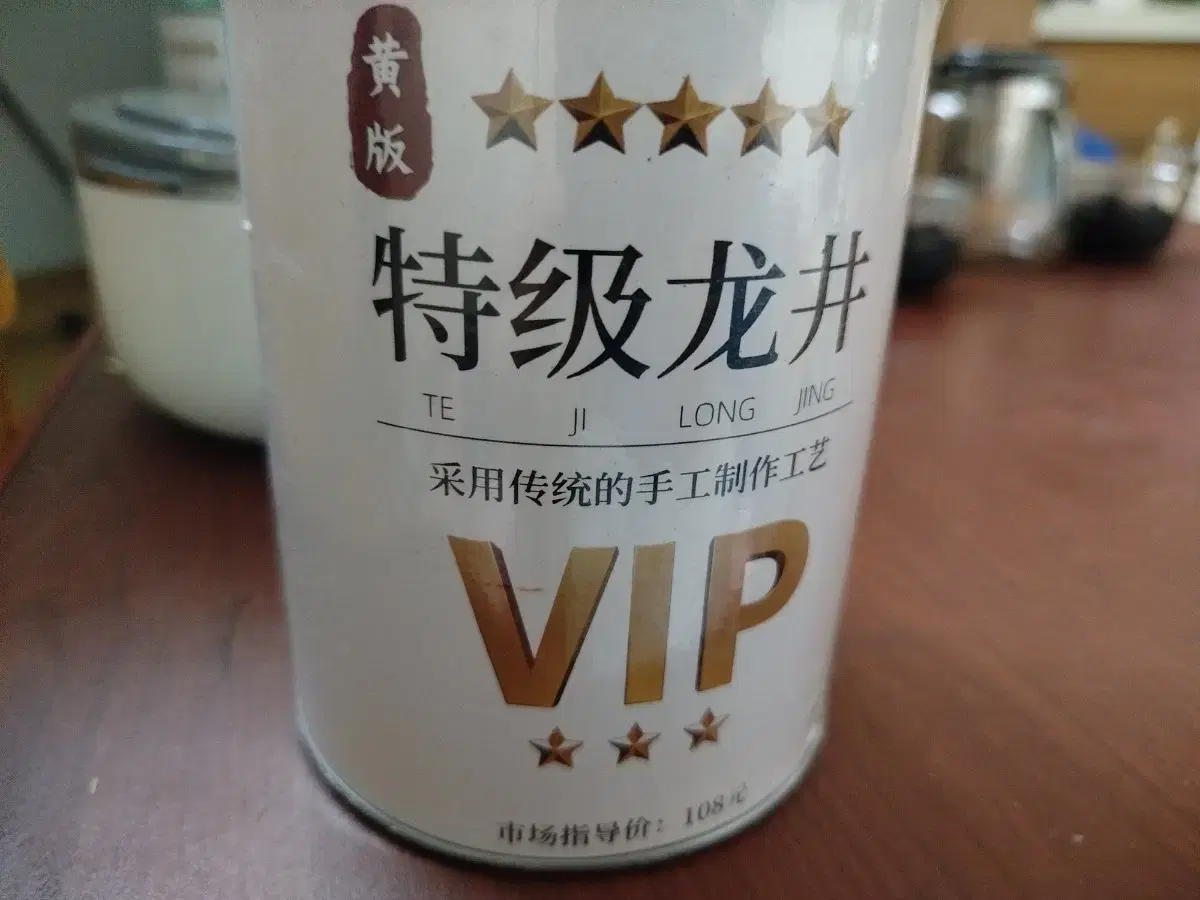 黄版
特级龙井
TE JI LONG JING
采用传统的手工制作工艺
VIP
市场指导价：108元